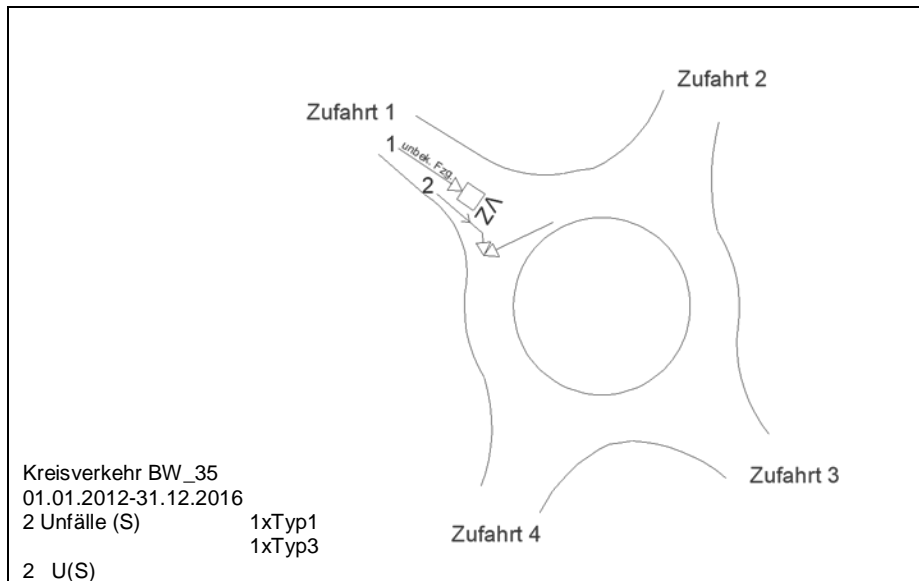 Zufahrt 2
Zufahrt 1
1 unbek. Fzg.
2
VZ
Zufahrt 3
Zufahrt 4
Kreisverkehr BW_35
01.01.2012-31.12.2016
2 Unfälle (S) 1xTyp1
1xTyp3
2 U(S)